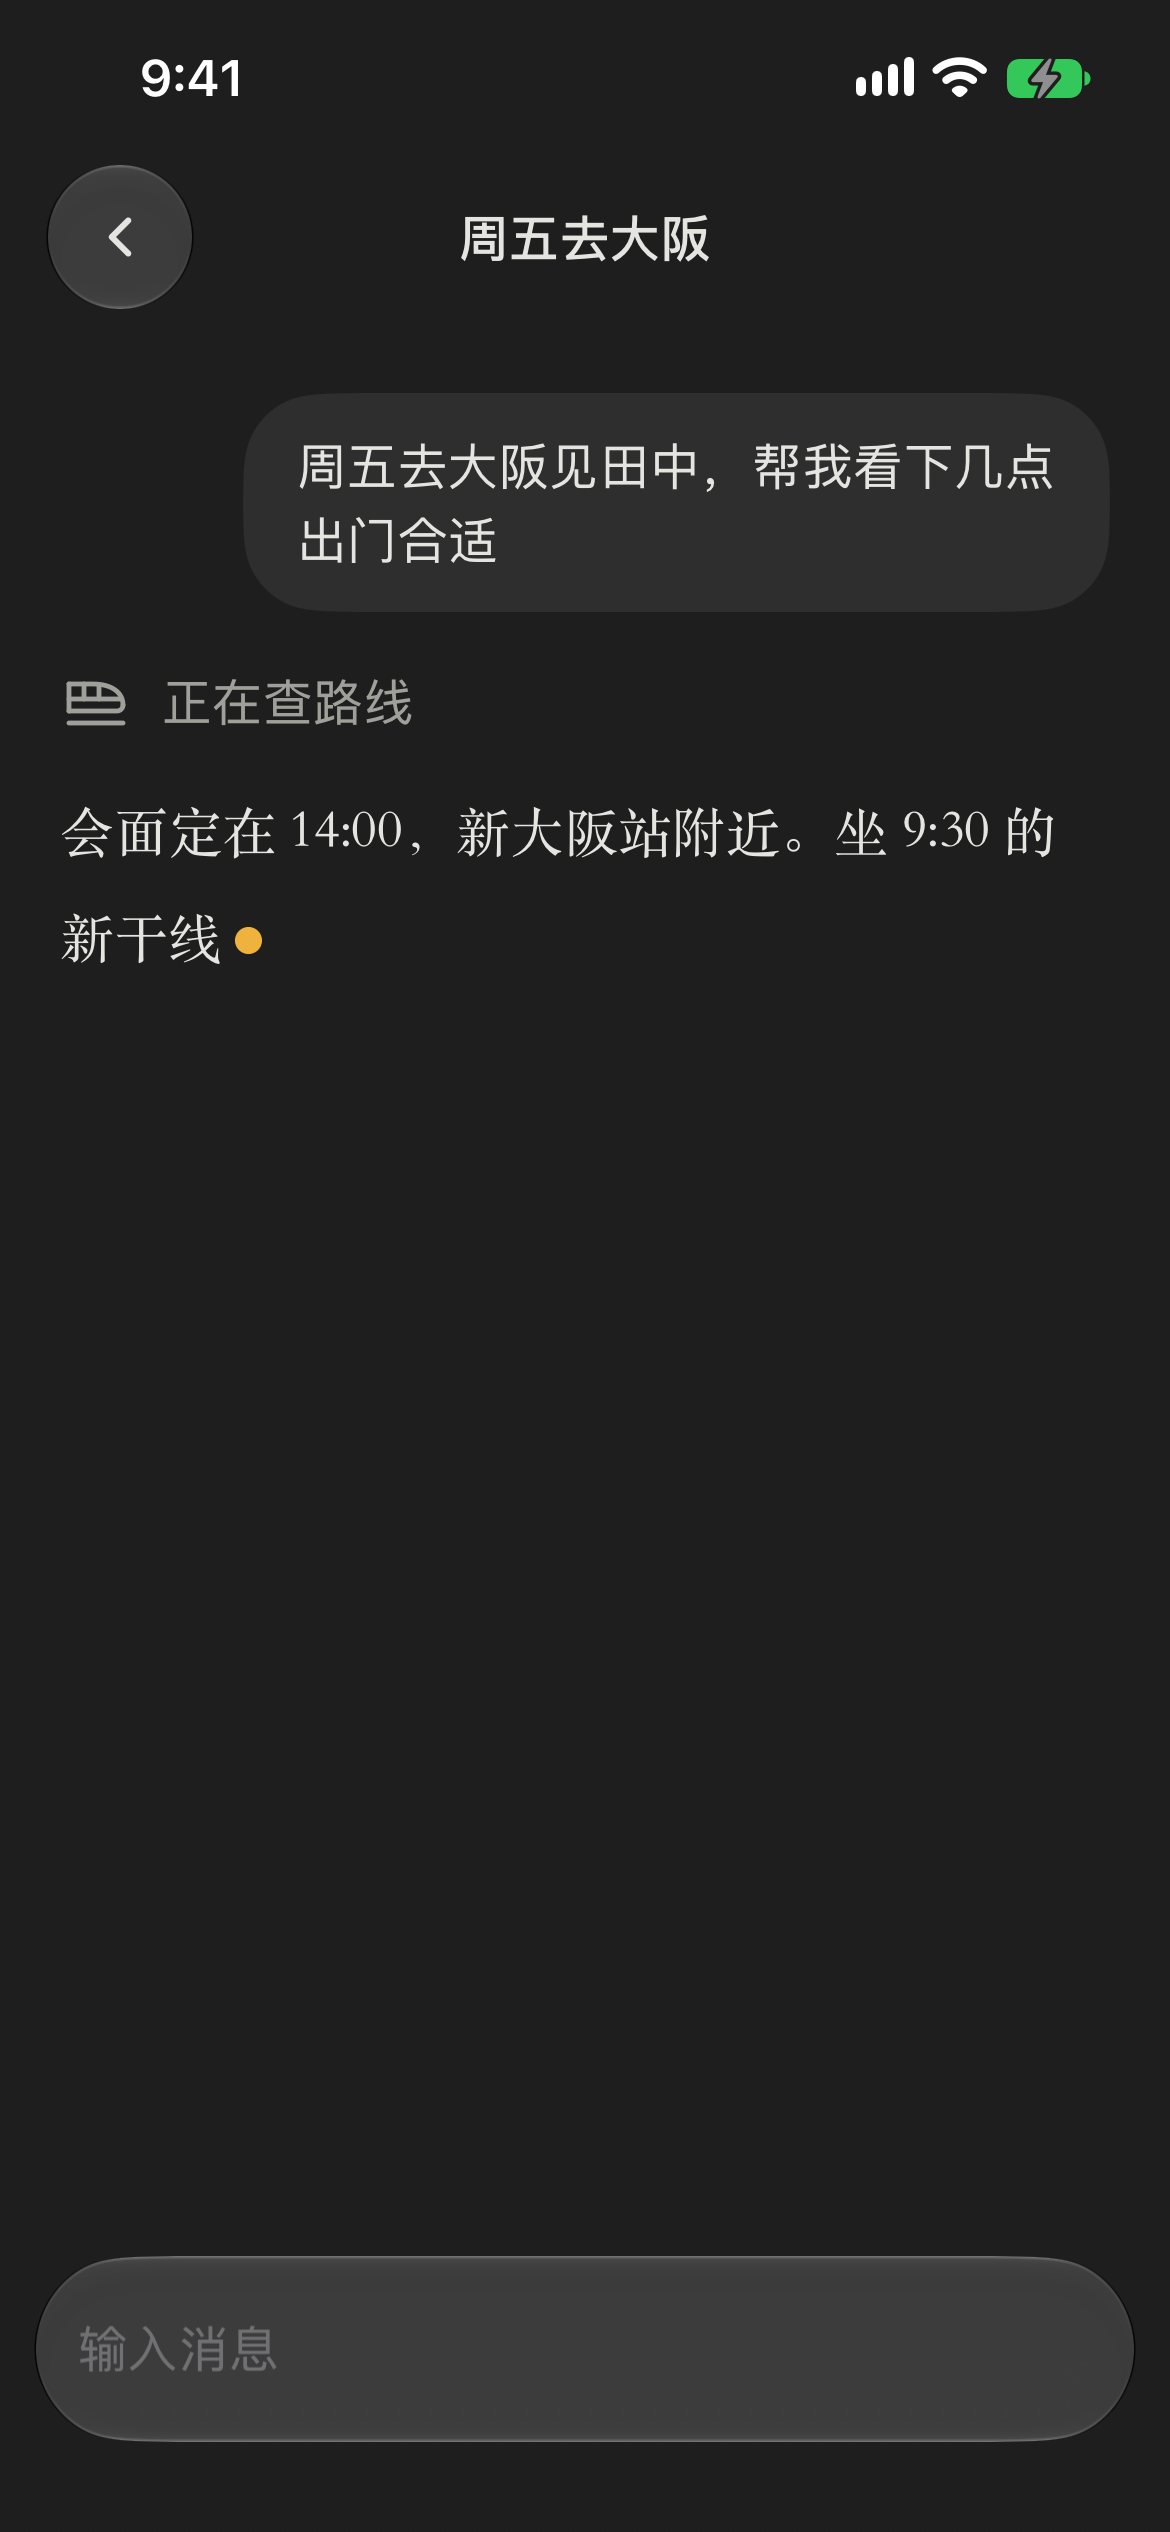 9:41
周五去大阪
周五去大阪见田中，帮我看下几点
出门合适
正在查路线
会面定在 14:00，新大阪站附近。坐 9:30 的
新干线
输入消息